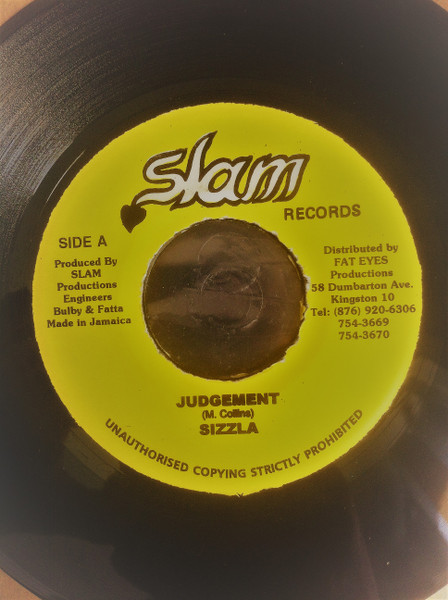 Slam
RECORDS
SIDE A
Produced By
SLAM
Productions
Engineers
Bulby & Fatta
Made in Jamaica
Distributed by
FAT EYES
Productions
58 Dumbarton Ave.
Kingston 10
Tel: (876) 920-6306
754-3669
754-3670
JUDGEMENT
(M. Collins)
SIZZLA
UNAUTHORISED COPYING STRICTLY PROHIBITED